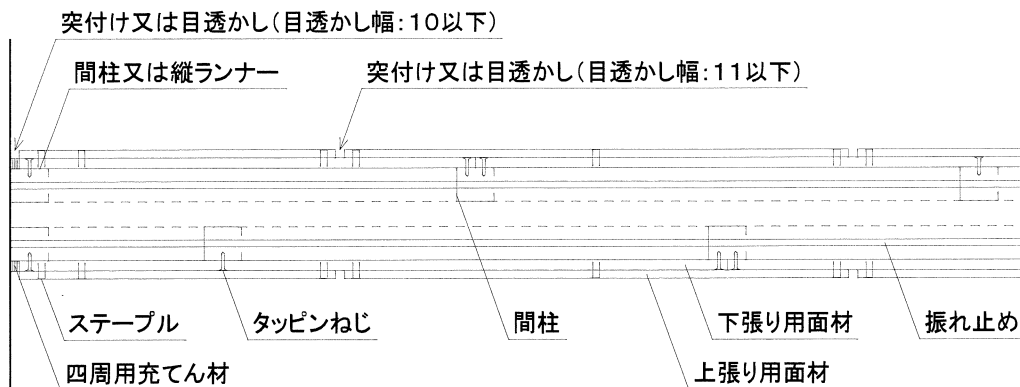 突付け又は目透かし(目透かし幅:10以下)
間柱又は縦ランナー
突付け又は目透かし(目透かし幅:11以下)
ステープル
タッピンねじ
間柱
下張り用面材
振れ止め
四周用充てん材
上張り用面材